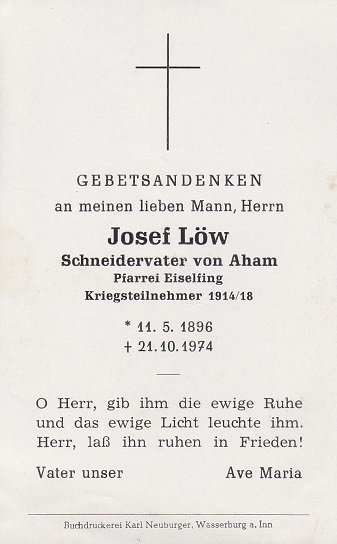 GEBETSANDENKEN
an meinen lieben Mann, Herrn
Josef Löw
Schneidervater von Aham
Pfarrei Eiselfing
Kriegsteilnehmer 1914/18
* 11. 5. 1896
† 21. 10. 1974
O Herr, gib ihm die ewige Ruhe
und das ewige Licht leuchte ihm.
Herr, laß ihn ruhen in Frieden!
Vater unser Ave Maria
Buchdruckerei Karl Neuburger, Wasserburg a. Inn